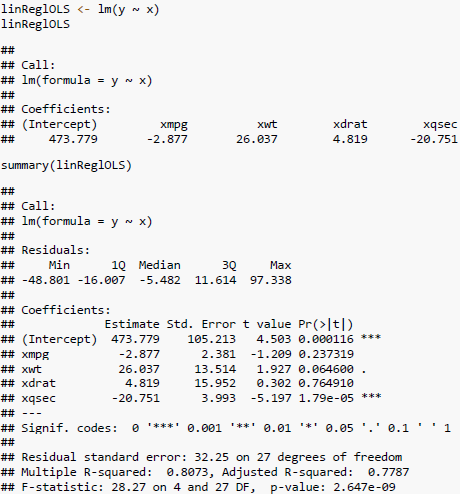 linReglOLS <- lm(y ~ x)
linReglOLS
##
## Call:
## lm(formula = y ~ x)
##
## Coefficients:
## (Intercept)         xmpg          xwt        xdrat        xqsec
##     473.779       -2.877       26.037        4.819      -20.751
summary(linReglOLS)
##
## Call:
## lm(formula = y ~ x)
##
## Residuals:
##     Min      1Q  Median      3Q     Max
## -48.801 -16.007  -5.482  11.614  97.338
##
## Coefficients:
##             Estimate Std. Error t value Pr(>|t|)
## (Intercept)  473.779    105.213   4.503 0.000116 ***
## xmpg          -2.877      2.381  -1.209 0.237319
## xwt           26.037     13.514   1.927 0.064600 .
## xdrat          4.819     15.952   0.302 0.764910
## xqsec        -20.751      3.993  -5.197 1.79e-05 ***
## ---
## Signif. codes:  0 '***' 0.001 '**' 0.01 '*' 0.05 '.' 0.1 ' ' 1
##
## Residual standard error: 32.25 on 27 degrees of freedom
## Multiple R-squared:  0.8073, Adjusted R-squared:  0.7787
## F-statistic: 28.27 on 4 and 27 DF,  p-value: 2.647e-09